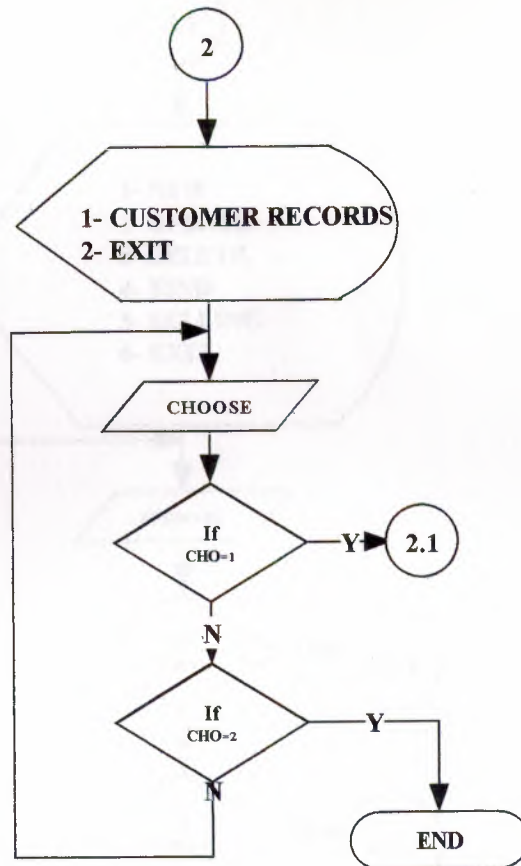 2
1- CUSTOMER RECORDS
2- EXIT
CHOOSE
If
CHO=1
Y
2.1
N
If
CHO=2
Y
N
END